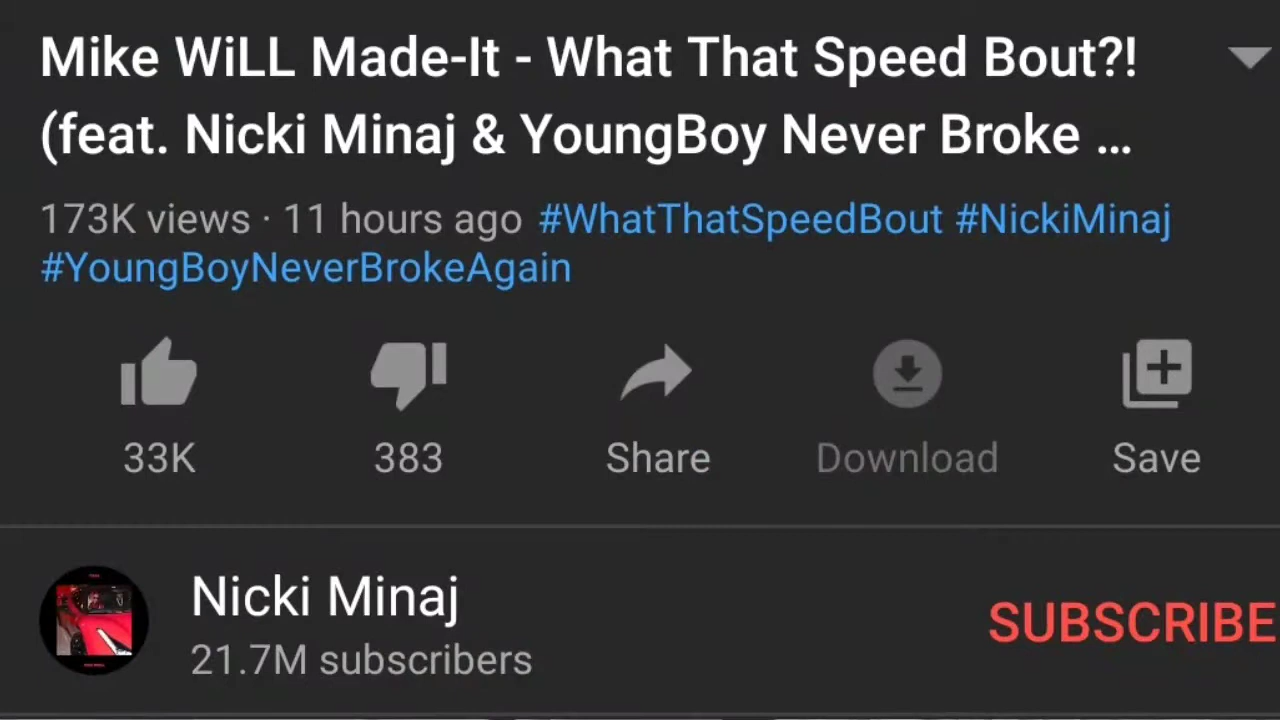 Mike WiLL Made-It - What That Speed Bout?!
(feat. Nicki Minaj & YoungBoy Never Broke ...
173K views · 11 hours ago #WhatThatSpeedBout #NickiMinaj
#YoungBoyNeverBrokeAgain
33K 383 Share Download Save
Nicki Minaj
21.7M subscribers
SUBSCRIBE